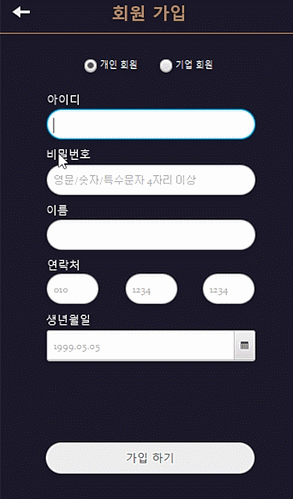 회원 가입
개인 회원 기업 회원
아이디
비밀번호
영문/숫자/특수문자 4자리 이상
이름
연락처
010 1234 1234
생년월일
1999.05.05
가입 하기